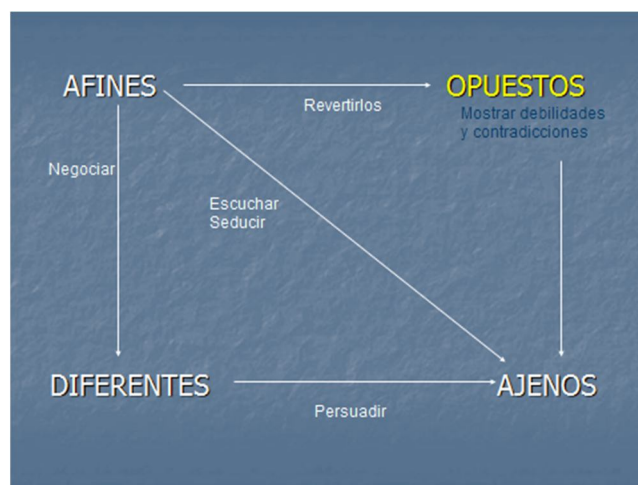 AFINES
OPUESTOS
Revertirlos
Mostrar debilidades
y contradicciones
Negociar
Escuchar
Seducir
DIFERENTES
AJENOS
Persuadir